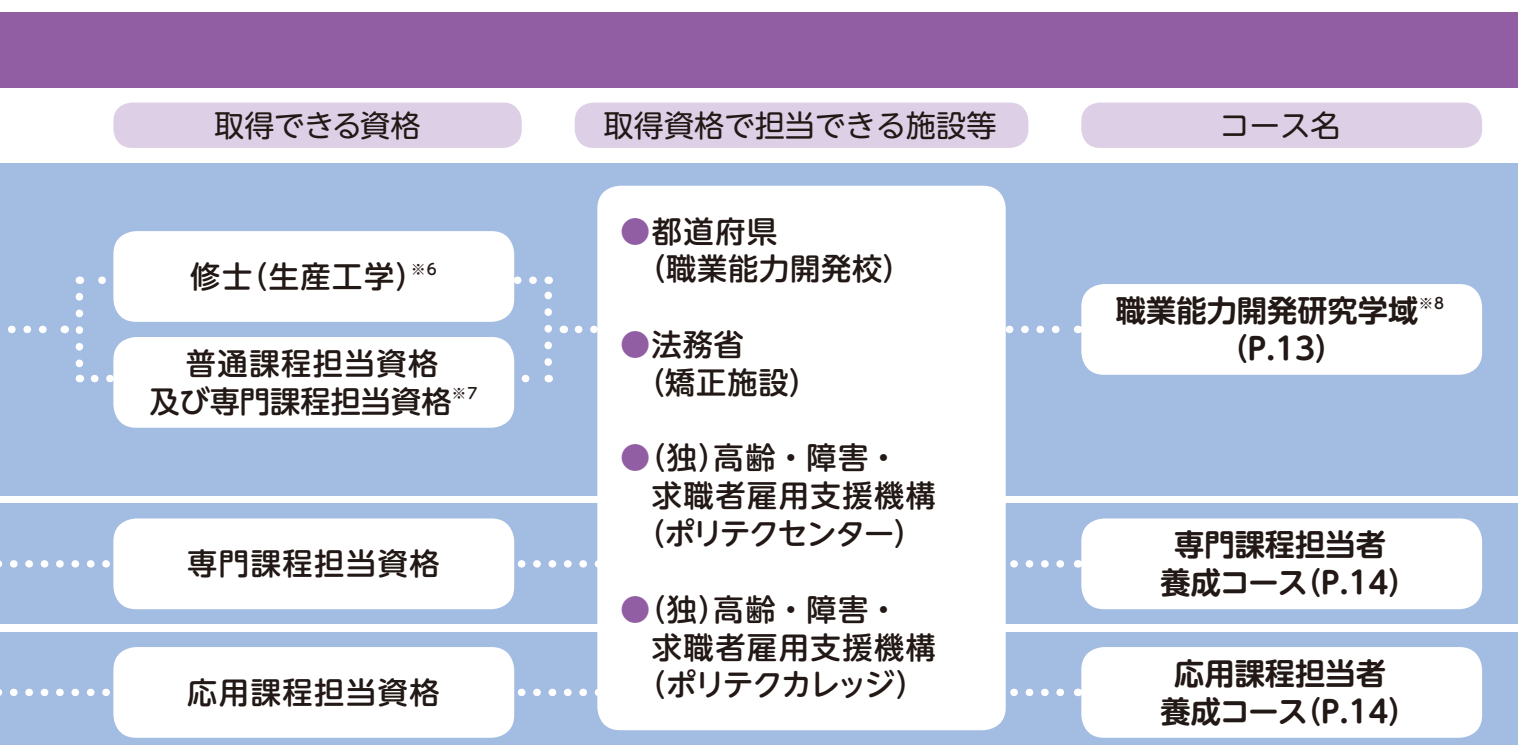 取得できる資格
取得資格で担当できる施設等
コース名
修士(生産工学)※6
普通課程担当資格
及び専門課程担当資格※7
専門課程担当資格
応用課程担当資格
●都道府県
(職業能力開発校)
●法務省
(矯正施設)
●(独)高齢・障害・
求職者雇用支援機構
(ポリテクセンター)
●(独)高齢・障害・
求職者雇用支援機構
(ポリテクカレッジ)
職業能力開発研究学域※8
(P.13)
専門課程担当者
養成コース(P.14)
応用課程担当者
養成コース(P.14)